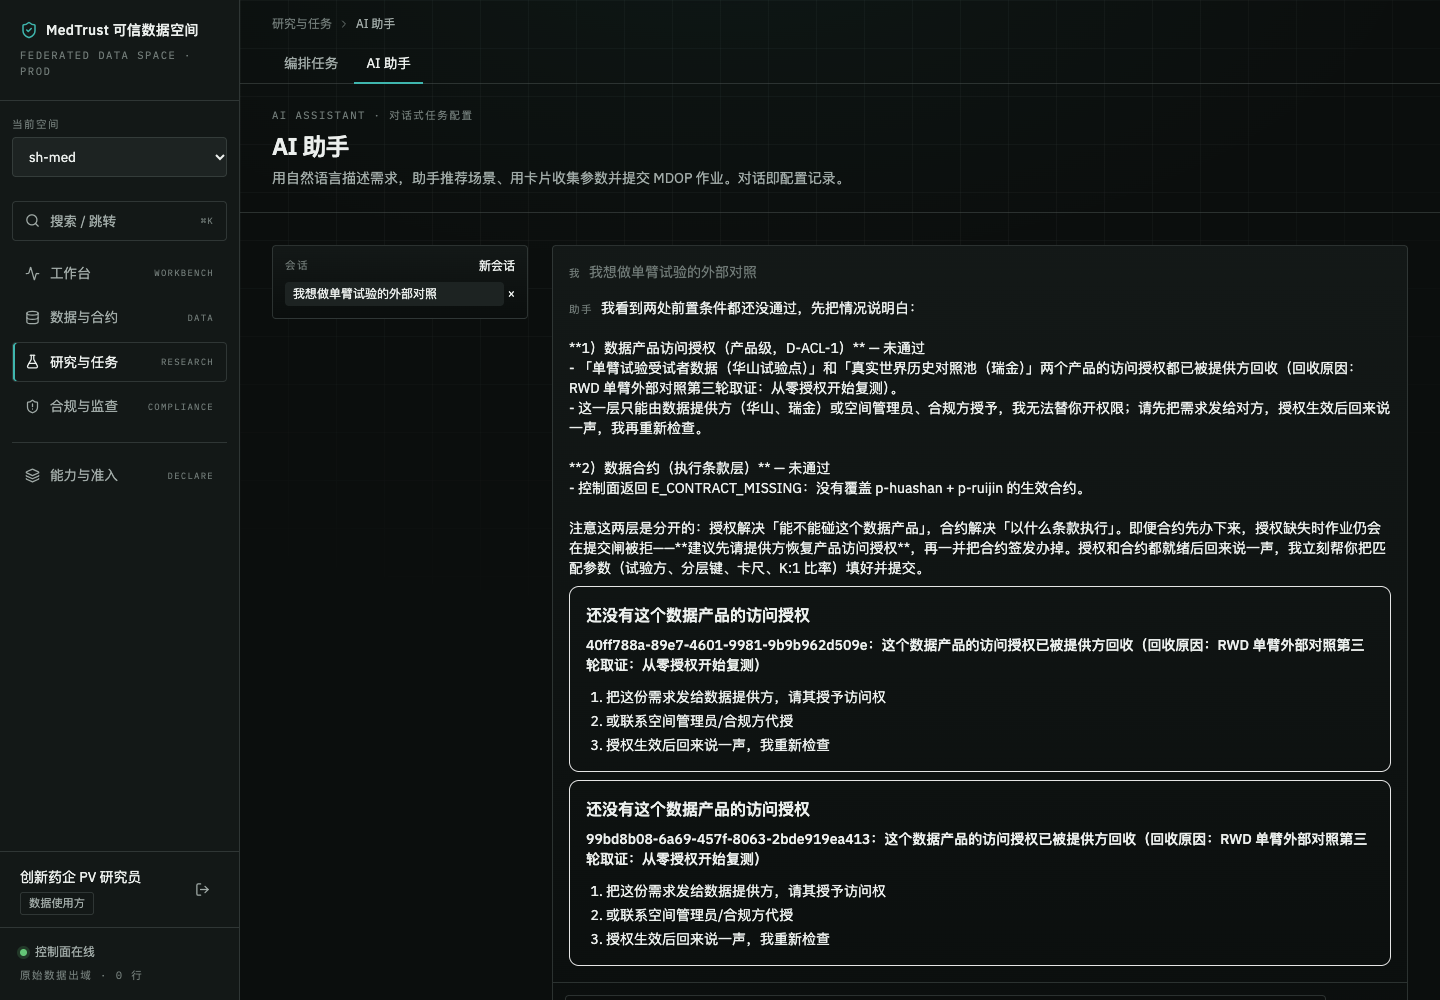 MedTrust 可信数据空间
FEDERATED DATA SPACE ·
PROD
当前空间
sh-med
搜索 / 跳转 ⌘K
工作台 WORKBENCH
数据与合约 DATA
研究与任务 RESEARCH
合规与监查 COMPLIANCE
能力与准入 DECLARE
创新药企 PV 研究员
数据使用方
控制面在线
原始数据出域 · 0 行
研究与任务 › AI 助手
编排任务 AI 助手
AI ASSISTANT · 对话式任务配置
AI 助手
用自然语言描述需求，助手推荐场景、用卡片收集参数并提交 MDOP 作业。对话即配置记录。
会话 新会话
我想做单臂试验的外部对照 ×
我 我想做单臂试验的外部对照
助手 我看到两处前置条件都还没通过，先把情况说明白：
**1）数据产品访问授权（产品级，D-ACL-1）** — 未通过
- 「单臂试验受试者数据（华山试验点）」和「真实世界历史对照池（瑞金）」两个产品的访问授权都已被提供方回收（回收原因：
RWD 单臂外部对照第三轮取证：从零授权开始复测）。
- 这一层只能由数据提供方（华山、瑞金）或空间管理员、合规方授予，我无法替你开权限；请先把需求发给对方，授权生效后回来说
一声，我再重新检查。
**2）数据合约（执行条款层）** — 未通过
- 控制面返回 E_CONTRACT_MISSING：没有覆盖 p-huashan + p-ruijin 的生效合约。
注意这两层是分开的：授权解决「能不能碰这个数据产品」，合约解决「以什么条款执行」。即便合约先办下来，授权缺失时作业仍会
在提交闸被拒——**建议先请提供方恢复产品访问授权**，再一并把合约签发办掉。授权和合约都就绪后回来说一声，我立刻帮你把匹
配参数（试验方、分层键、卡尺、K:1 比率）填好并提交。
还没有这个数据产品的访问授权
40ff788a-89e7-4601-9981-9b9b962d509e：这个数据产品的访问授权已被提供方回收（回收原因：RWD 单臂外部对照第三
轮取证：从零授权开始复测）
1. 把这份需求发给数据提供方，请其授予访问权
2. 或联系空间管理员/合规方代授
3. 授权生效后回来说一声，我重新检查
还没有这个数据产品的访问授权
99bd8b08-6a69-457f-8063-2bde919ea413：这个数据产品的访问授权已被提供方回收（回收原因：RWD 单臂外部对照第三
轮取证：从零授权开始复测）
1. 把这份需求发给数据提供方，请其授予访问权
2. 或联系空间管理员/合规方代授
3. 授权生效后回来说一声，我重新检查